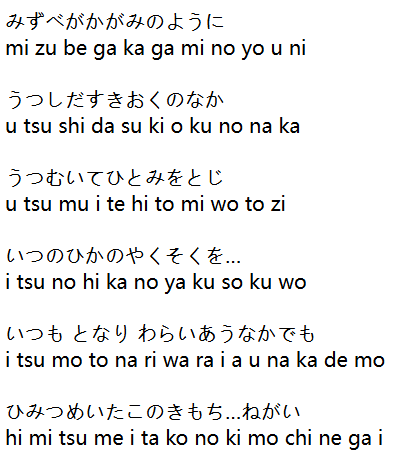 みずべがかがみのように
mi zu be ga ka ga mi no yo u ni
うつしだすきおくのなか
u tsu shi da su ki o ku no na ka
うつむいてひとみをとじ
u tsu mu i te hi to mi wo to zi
いつのひかのやくそくを...
i tsu no hi ka no ya ku so ku wo
いつも となり わらいあうなかでも
i tsu mo to na ri wa ra i a u na ka de mo
ひみつめいたこのきもち...ねがい
hi mi tsu me i ta ko no ki mo chi ne ga i